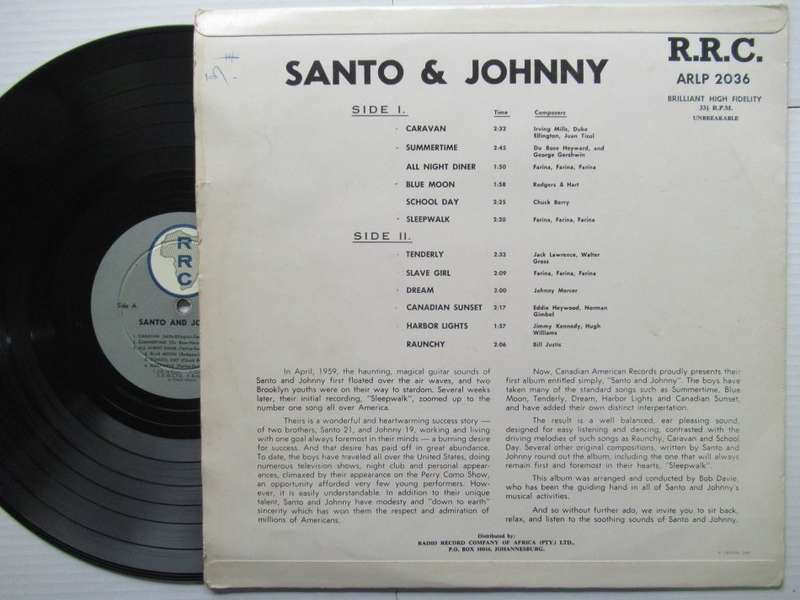 R.R.C.
ARLP 2036
BRILLIANT HIGH FIDELITY
33⅓ R.P.M.
UNBREAKABLE
SANTO & JOHNNY
SIDE I.
Time Composers
CARAVAN 2:32 Irving Mills, Duke
Ellington, Juan Tizol
SUMMERTIME 2:45 Du Bose Heyward, and
George Gershwin
ALL NIGHT DINER 1:50 Farina, Farina, Farina
BLUE MOON 1:58 Rodgers & Hart
SCHOOL DAY 2:25 Chuck Berry
SLEEPWALK 2:20 Farina, Farina, Farina
SIDE II.
TENDERLY 2:33 Jack Lawrence, Walter
Gross
SLAVE GIRL 2:09 Farina, Farina, Farina
DREAM 2:00 Johnny Mercer
CANADIAN SUNSET 2:17 Eddie Heywood, Norman
Gimbel
HARBOR LIGHTS 1:57 Jimmy Kennedy, Hugh
Williams
RAUNCHY 2:06 Bill Justis
In April, 1959, the haunting, magical guitar sounds of
Santo and Johnny first floated over the air waves, and two
Brooklyn youths were on their way to stardom. Several weeks
later, their initial recording, "Sleepwalk", zoomed up to the
number one song all over America.
Theirs is a wonderful and heartwarming success story —
of two brothers, Santo 21, and Johnny 19, working and living
with one goal always foremost in their minds — a burning desire
for success. And that desire has paid off in great abundance.
To date, the boys have traveled all over the United States, doing
numerous television shows, night club and personal appear-
ances, climaxed by their appearance on the Perry Como Show,
an opportunity afforded very few young performers. How-
ever, it is easily understandable. In addition to their unique
talent, Santo and Johnny have modesty and "down to earth"
sincerity which has won them the respect and admiration of
millions of Americans.
Now, Canadian American Records proudly presents their
first album entitled simply, "Santo and Johnny". The boys have
taken many of the standard songs such as Summertime, Blue
Moon, Tenderly, Dream, Harbor Lights and Canadian Sunset,
and have added their own distinct interpertation.
The result is a well balanced, ear pleasing sound,
designed for easy listening and dancing, contrasted with the
driving melodies of such songs as Raunchy, Caravan and School
Day. Several other original compositions, written by Santo and
Johnny round out the album, including the one that will always
remain first and foremost in their hearts, "Sleepwalk".
This album was arranged and conducted by Bob Davie,
who has been the guiding hand in all of Santo and Johnny's
musical activities.
And so without further ado, we invite you to sit back,
relax, and listen to the soothing sounds of Santo and Johnny.
Distributed by:
RADIO RECORD COMPANY OF AFRICA (PTY.) LTD.,
P.O. BOX 10016, JOHANNESBURG.
RRC
Side A
SANTO AND JO